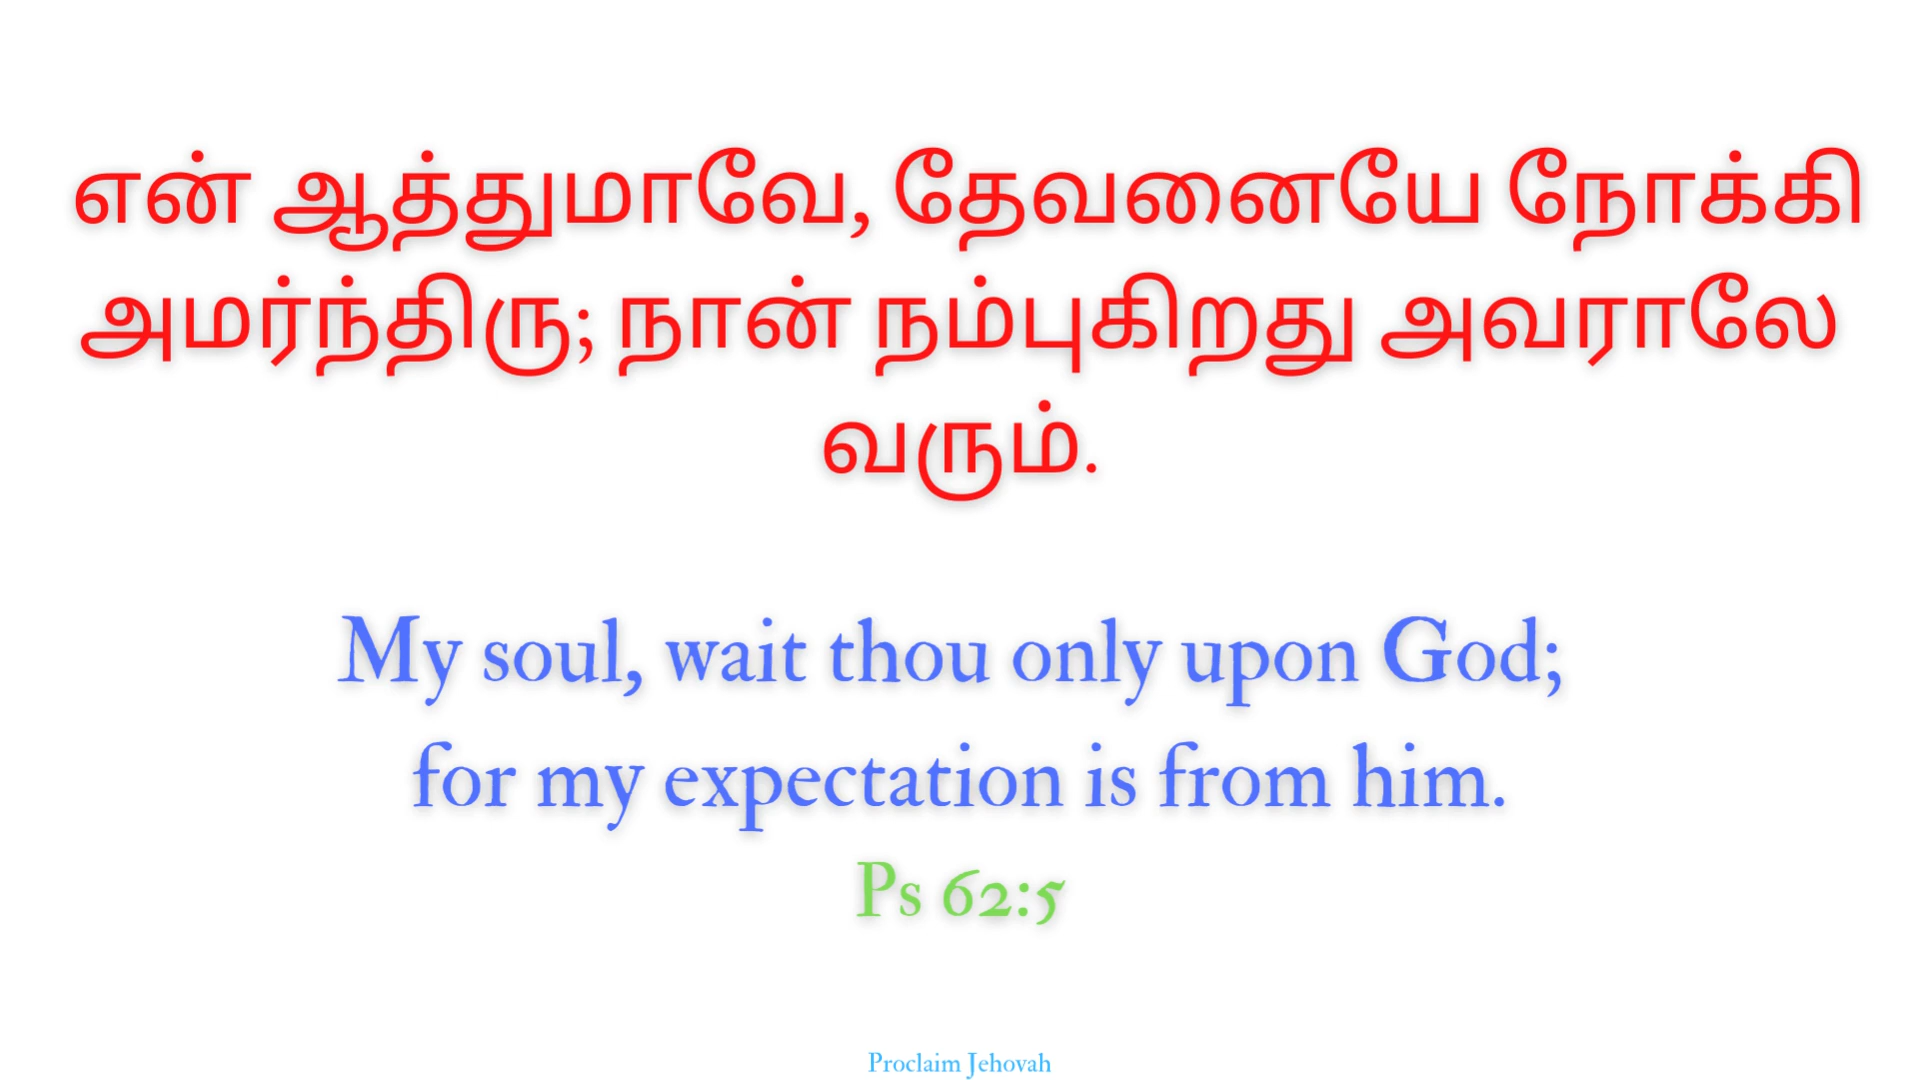 என் ஆத்துமாவே, தேவனையே நோக்கி
அமர்ந்திரு; நான் நம்புகிறது அவராலே
வரும்.
My soul, wait thou only upon God;
for my expectation is from him.
Ps 62:5
Proclaim Jehovah